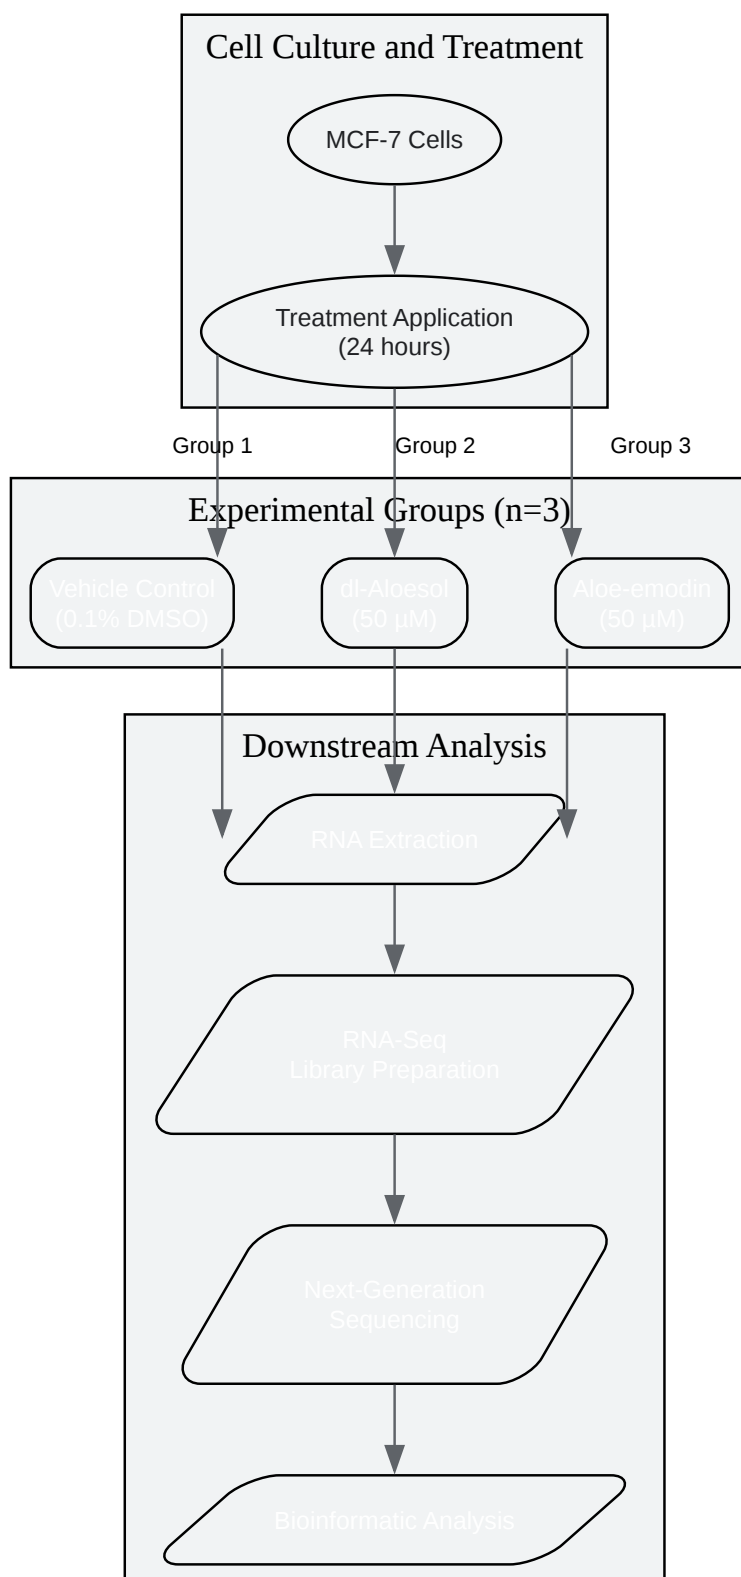 Cell Culture and Treatment
MCF-7 Cells
Treatment Application
(24 hours)
Group 1
Group 2
Group 3
Experimental Groups (n=3)
Vehicle Control
(0.1% DMSO)
dl-Aloesol
(50 µM)
Aloe-emodin
(50 µM)
Downstream Analysis
RNA Extraction
RNA-Seq
Library Preparation
Next-Generation
Sequencing
Bioinformatic Analysis